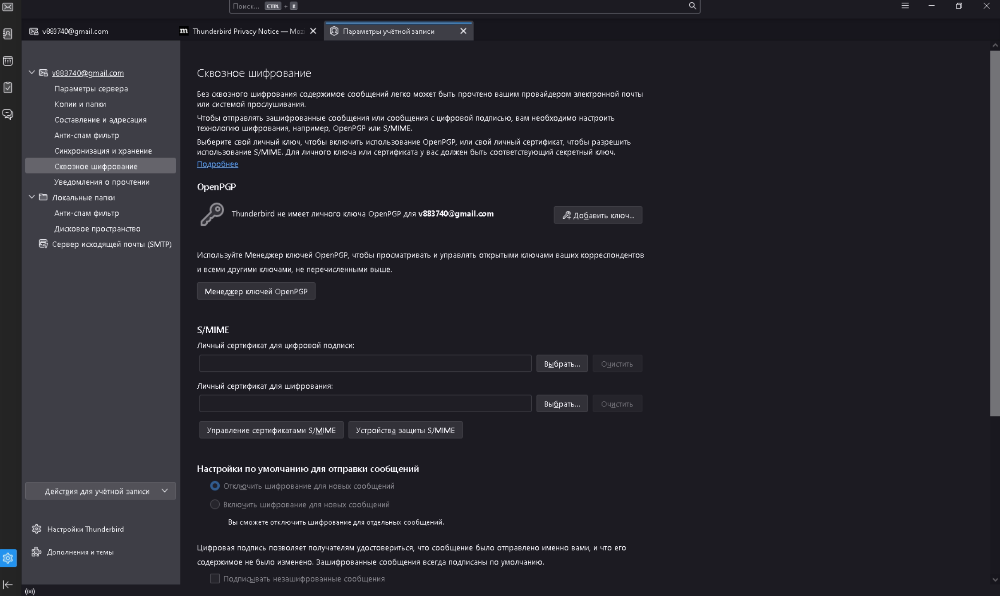 Поиск... CTRL + K
v883740@gmail.com
Thunderbird Privacy Notice — Mozi
Параметры учётной записи
v883740@gmail.com
Параметры сервера
Копии и папки
Составление и адресация
Анти-спам фильтр
Синхронизация и хранение
Сквозное шифрование
Уведомления о прочтении
Локальные папки
Анти-спам фильтр
Дисковое пространство
Сервер исходящей почты (SMTP)
Действия для учётной записи
Настройки Thunderbird
Дополнения и темы
Сквозное шифрование
Без сквозного шифрования содержимое сообщений легко может быть прочтено вашим провайдером электронной почты
или системой прослушивания.
Чтобы отправлять зашифрованные сообщения или сообщения с цифровой подписью, вам необходимо настроить
технологию шифрования, например, OpenPGP или S/MIME.
Выберите свой личный ключ, чтобы включить использование OpenPGP, или свой личный сертификат, чтобы разрешить
использование S/MIME. Для личного ключа или сертификата у вас должен быть соответствующий секретный ключ.
Подробнее
OpenPGP
Thunderbird не имеет личного ключа OpenPGP для v883740@gmail.com
Добавить ключ...
Используйте Менеджер ключей OpenPGP, чтобы просматривать и управлять открытыми ключами ваших корреспондентов
и всеми другими ключами, не перечисленными выше.
Менеджер ключей OpenPGP
S/MIME
Личный сертификат для цифровой подписи:
Выбрать... Очистить
Личный сертификат для шифрования:
Выбрать... Очистить
Управление сертификатами S/MIME Устройства защиты S/MIME
Настройки по умолчанию для отправки сообщений
Отключить шифрование для новых сообщений
Включить шифрование для новых сообщений
Вы сможете отключить шифрование для отдельных сообщений.
Цифровая подпись позволяет получателям удостовериться, что сообщение было отправлено именно вами, и что его
содержимое не было изменено. Зашифрованные сообщения всегда подписаны по умолчанию.
Подписывать незашифрованные сообщения